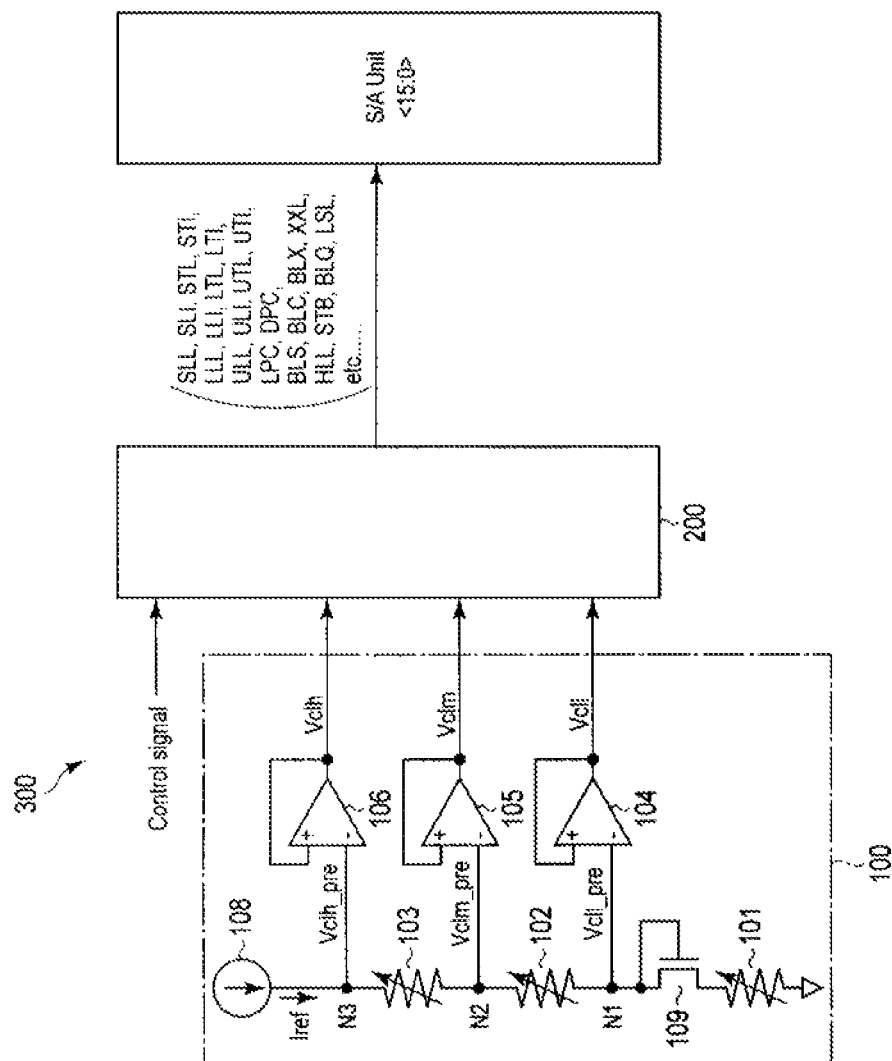 300
Control signal
108
Iref
N3
Vclh_pre
+
-
106
Vclh
103
N2
Vclm_pre
+
-
105
Vclm
102
N1
Vcll_pre
+
-
104
Vcll
109
101
100
200
SLL, SLI, STL, STI,
LLL, LLI, LTL, LTI,
ULL, ULI, UTL, UTI,
LPC, DPC,
BLS, BLC, BLX, XXL,
HLL, STB, BLQ, LSL,
etc......
S/A Unit
<15:0>